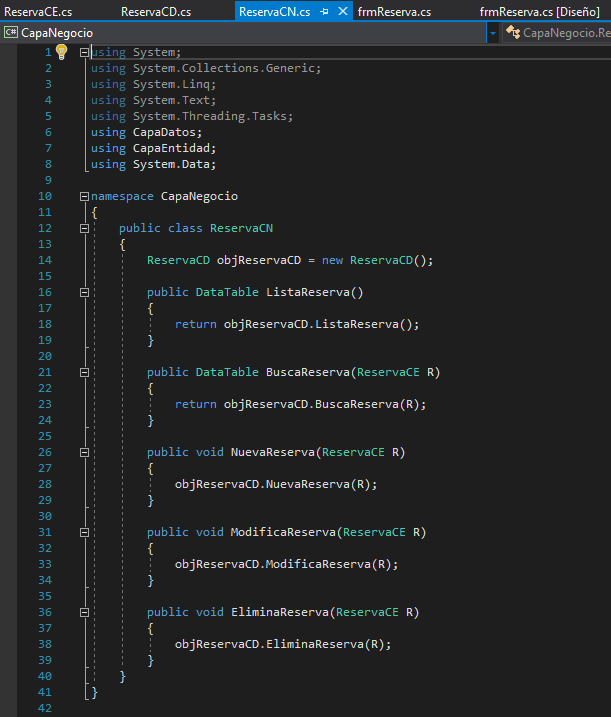 ReservaCE.cs ReservaCD.cs ReservaCN.cs frmReserva.cs frmReserva.cs [Diseño]
C# CapaNegocio CapaNegocio.Re
1 using System;
2 using System.Collections.Generic;
3 using System.Linq;
4 using System.Text;
5 using System.Threading.Tasks;
6 using CapaDatos;
7 using CapaEntidad;
8 using System.Data;
9
10 namespace CapaNegocio
11 {
12 public class ReservaCN
13 {
14 ReservaCD objReservaCD = new ReservaCD();
15
16 public DataTable ListaReserva()
17 {
18 return objReservaCD.ListaReserva();
19 }
20
21 public DataTable BuscaReserva(ReservaCE R)
22 {
23 return objReservaCD.BuscaReserva(R);
24 }
25
26 public void NuevaReserva(ReservaCE R)
27 {
28 objReservaCD.NuevaReserva(R);
29 }
30
31 public void ModificaReserva(ReservaCE R)
32 {
33 objReservaCD.ModificaReserva(R);
34 }
35
36 public void EliminaReserva(ReservaCE R)
37 {
38 objReservaCD.EliminaReserva(R);
39 }
40 }
41 }
42